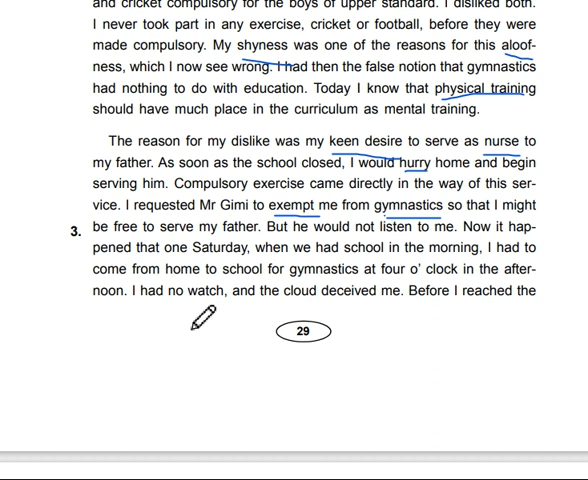 and cricket compulsory for the boys of upper standard. I disliked both.
I never took part in any exercise, cricket or football, before they were
made compulsory. My shyness was one of the reasons for this aloof-
ness, which I now see wrong. I had then the false notion that gymnastics
had nothing to do with education. Today I know that physical training
should have much place in the curriculum as mental training.
The reason for my dislike was my keen desire to serve as nurse to
my father. As soon as the school closed, I would hurry home and begin
serving him. Compulsory exercise came directly in the way of this ser-
vice. I requested Mr Gimi to exempt me from gymnastics so that I might
3. be free to serve my father. But he would not listen to me. Now it hap-
pened that one Saturday, when we had school in the morning, I had to
come from home to school for gymnastics at four o' clock in the after-
noon. I had no watch, and the cloud deceived me. Before I reached the
29